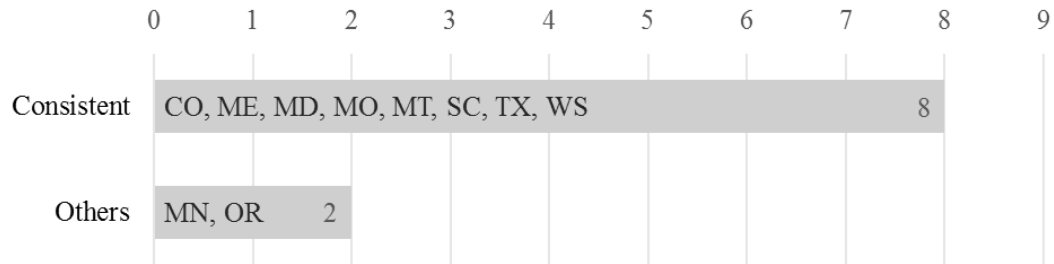 0 1 2 3 4 5 6 7 8 9
Consistent CO, ME, MD, MO, MT, SC, TX, WS 8
Others MN, OR 2